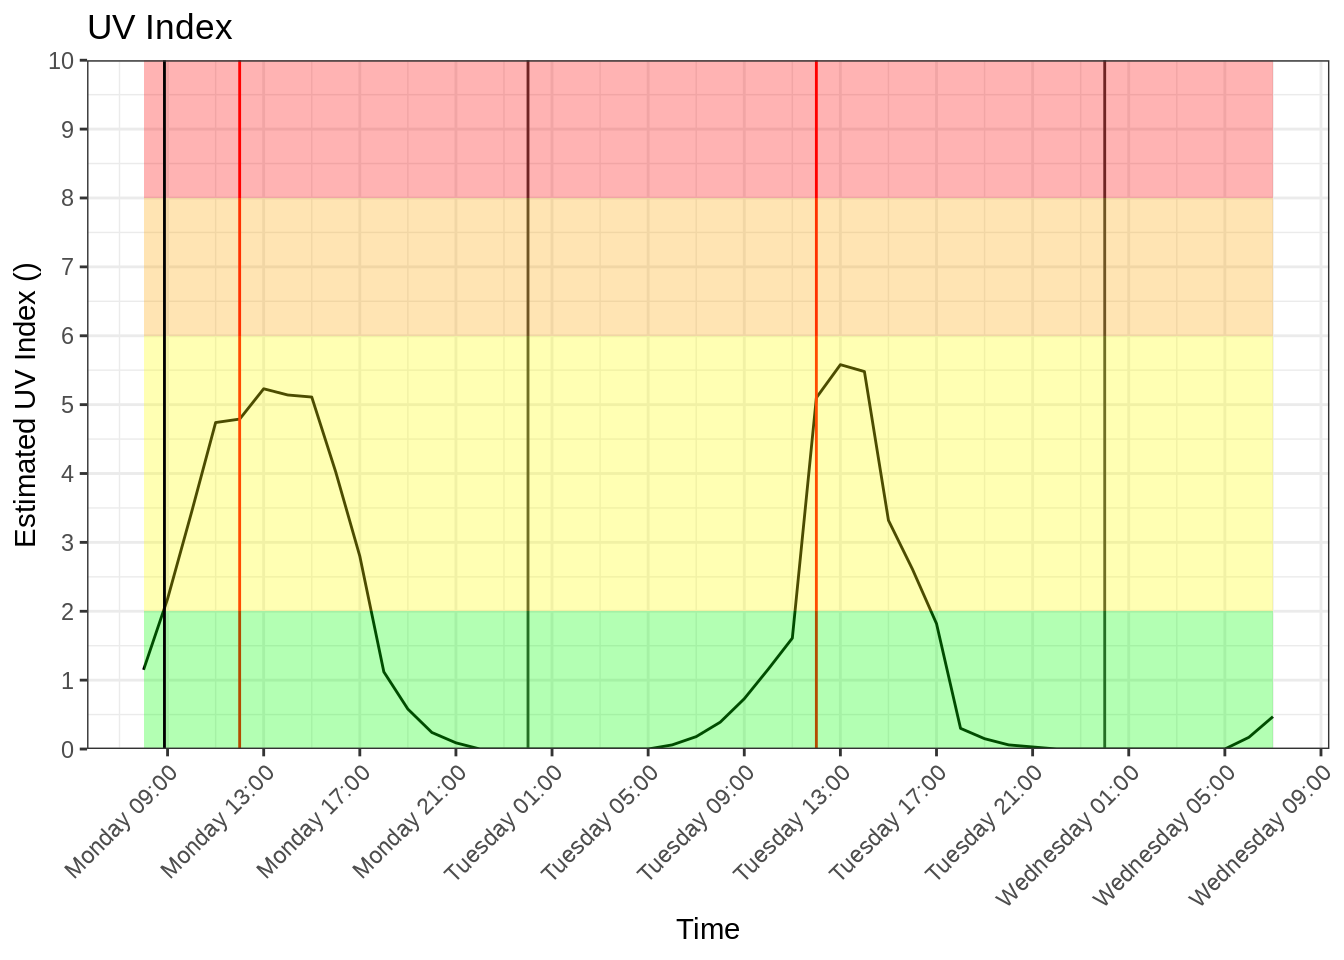 UV Index
Estimated UV Index ()
10
9
8
7
6
5
4
3
2
1
0
Monday 09:00
Monday 13:00
Monday 17:00
Monday 21:00
Tuesday 01:00
Tuesday 05:00
Tuesday 09:00
Tuesday 13:00
Tuesday 17:00
Tuesday 21:00
Wednesday 01:00
Wednesday 05:00
Wednesday 09:00
Time